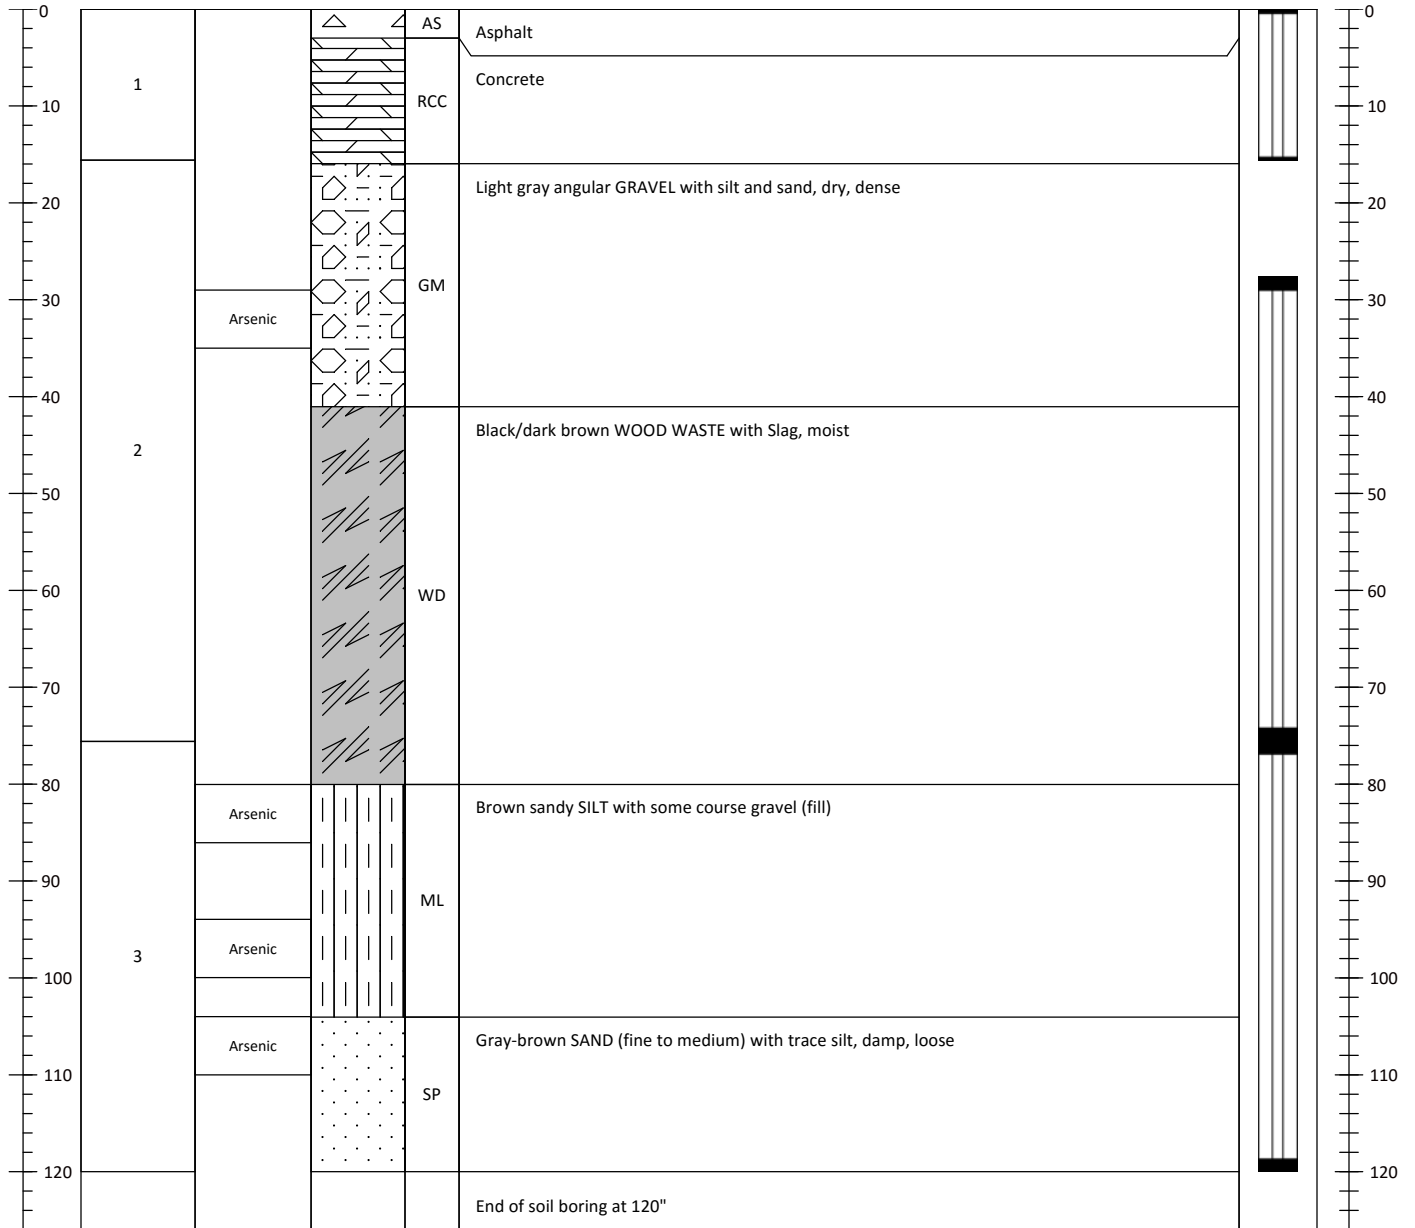 0 AS Asphalt 0
Concrete
1
10 RCC 10
Light gray angular GRAVEL with silt and sand, dry, dense
20 20
GM
30 30
Arsenic
40 40
Black/dark brown WOOD WASTE with Slag, moist
2
50 50
60 WD 60
70 70
80 80
Arsenic Brown sandy SILT with some course gravel (fill)
90 90
ML
Arsenic
3
100 100
Arsenic Gray-brown SAND (fine to medium) with trace silt, damp, loose
110 110
SP
120 120
End of soil boring at 120"